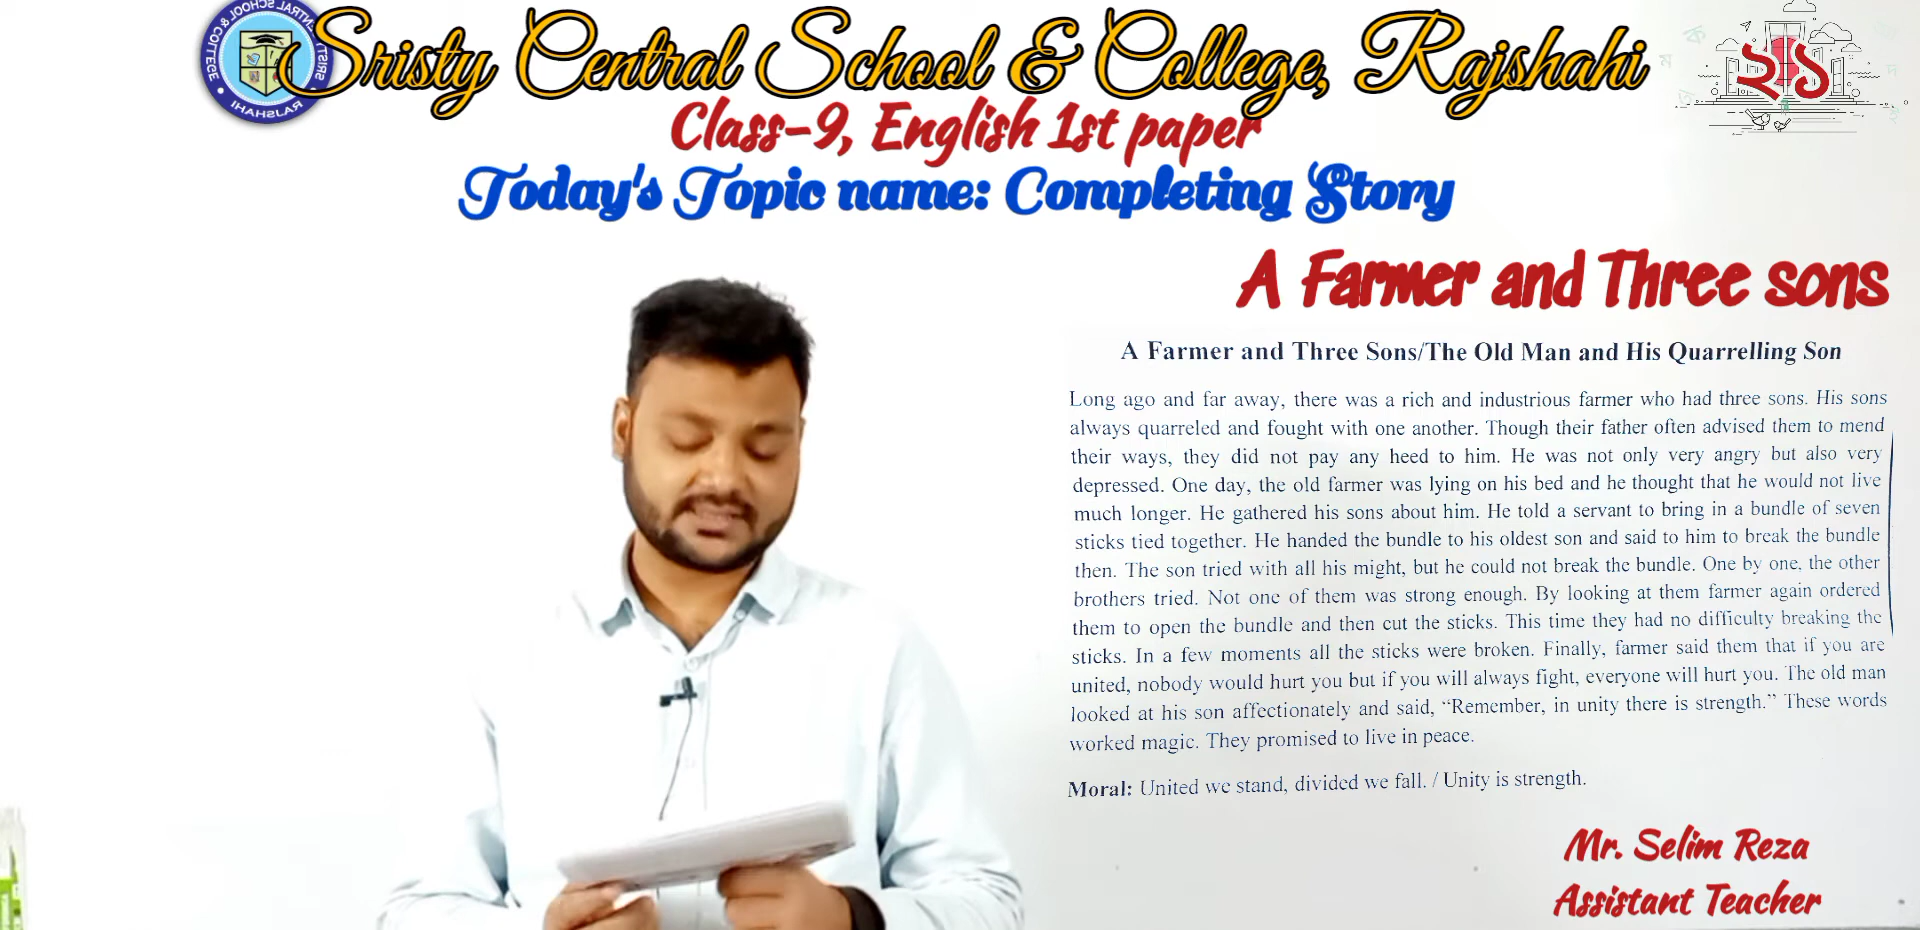 Sristy Central School & College, Rajshahi
Class-9, English 1st paper
Today's Topic name: Completing Story
A Farmer and Three sons
A Farmer and Three Sons/The Old Man and His Quarrelling Son
Long ago and far away, there was a rich and industrious farmer who had three sons. His sons
always quarreled and fought with one another. Though their father often advised them to mend
their ways, they did not pay any heed to him. He was not only very angry but also very
depressed. One day, the old farmer was lying on his bed and he thought that he would not live
much longer. He gathered his sons about him. He told a servant to bring in a bundle of seven
sticks tied together. He handed the bundle to his oldest son and said to him to break the bundle
then. The son tried with all his might, but he could not break the bundle. One by one, the other
brothers tried. Not one of them was strong enough. By looking at them farmer again ordered
them to open the bundle and then cut the sticks. This time they had no difficulty breaking the
sticks. In a few moments all the sticks were broken. Finally, farmer said them that if you are
united, nobody would hurt you but if you will always fight, everyone will hurt you. The old man
looked at his son affectionately and said, “Remember, in unity there is strength.” These words
worked magic. They promised to live in peace.
Moral: United we stand, divided we fall. / Unity is strength.
Mr. Selim Reza
Assistant Teacher